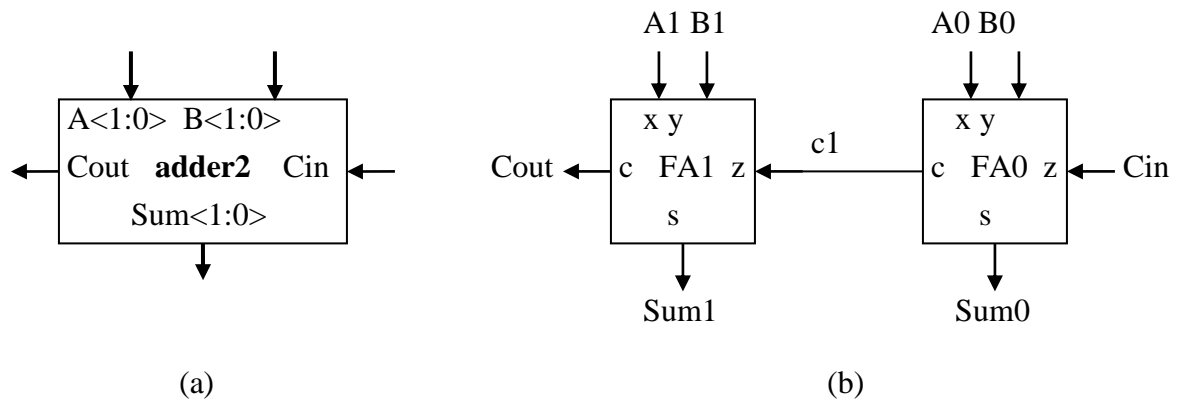 A<1:0> B<1:0>
Cout adder2 Cin
Sum<1:0>
(a)
A1 B1
A0 B0
x y
x y
c1
Cout c FA1 z
c FA0 z Cin
s
s
Sum1
Sum0
(b)